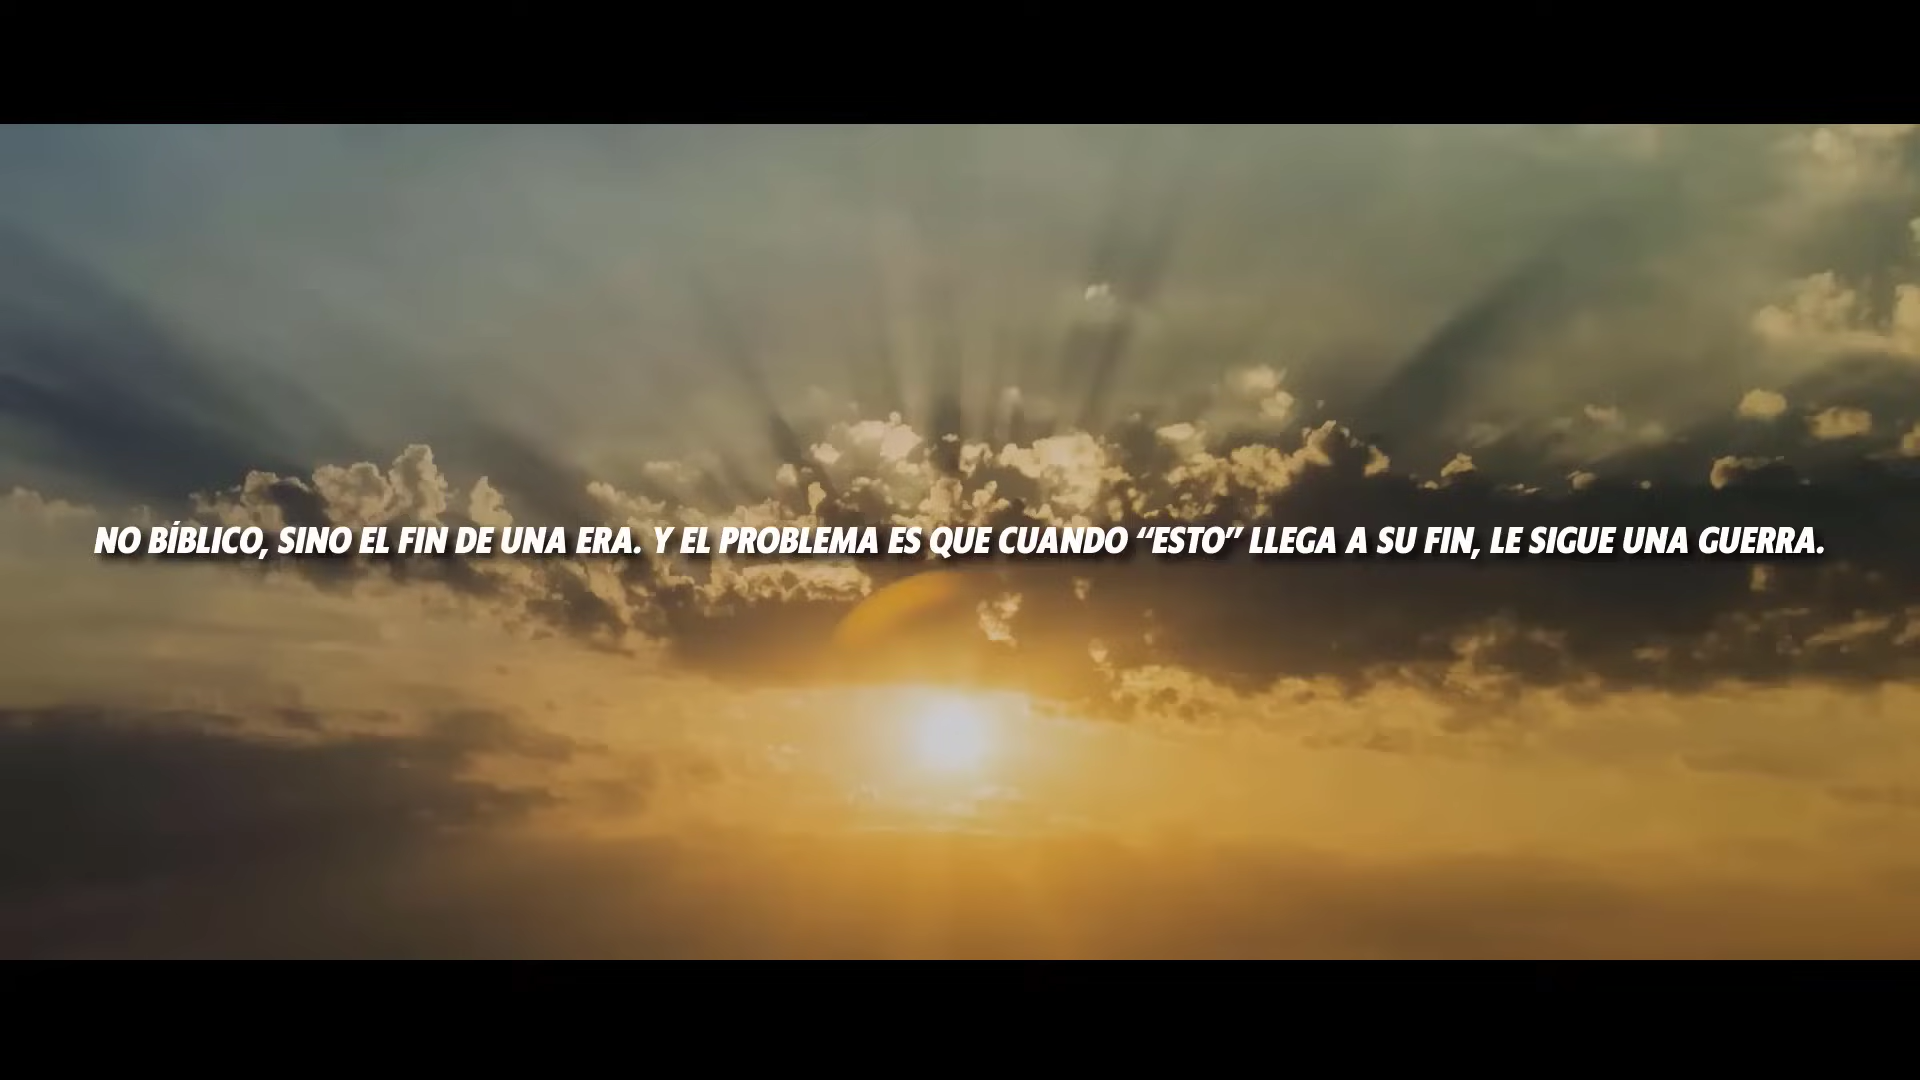 NO BÍBLICO, SINO EL FIN DE UNA ERA. Y EL PROBLEMA ES QUE CUANDO “ESTO” LLEGA A SU FIN, LE SIGUE UNA GUERRA.